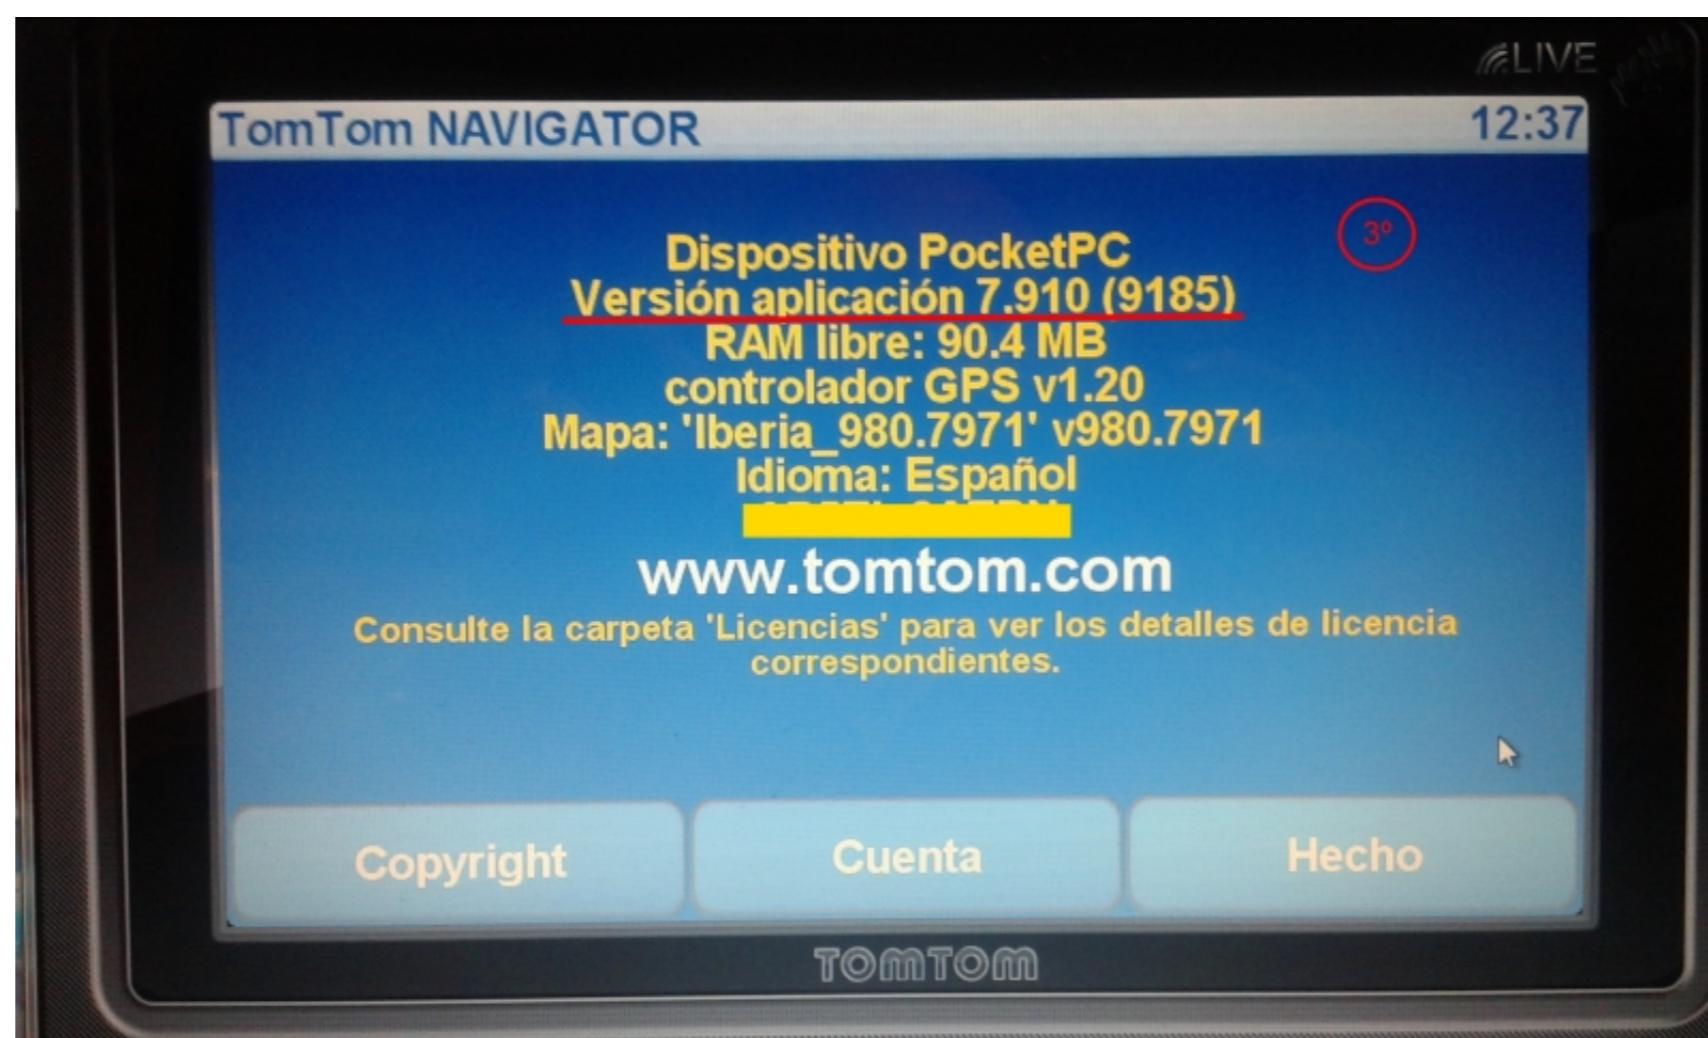 LIVE
TomTom NAVIGATOR
12:37
3º
Dispositivo PocketPC
Versión aplicación 7.910 (9185)
RAM libre: 90.4 MB
controlador GPS v1.20
Mapa: 'Iberia_980.7971' v980.7971
Idioma: Español
www.tomtom.com
Consulte la carpeta 'Licencias' para ver los detalles de licencia
correspondientes.
Copyright
Cuenta
Hecho
TOMTOM